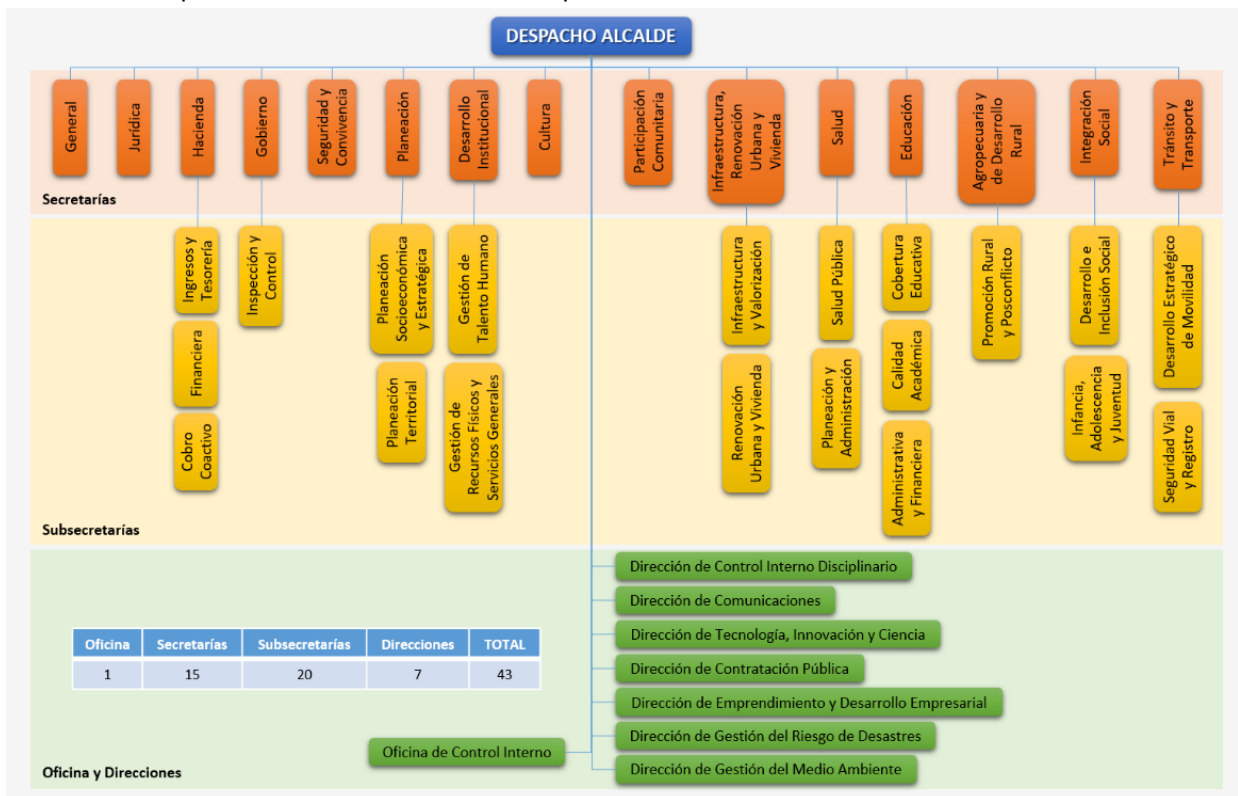 DESPACHO ALCALDE
General
Jurídica
Hacienda
Gobierno
Seguridad y
Convivencia
Planeación
Desarrollo
Institucional
Cultura
Participación
Comunitaria
Infraestructura,
Renovación
Urbana y
Vivienda
Salud
Educación
Agropecuaria y
de Desarrollo
Rural
Integración
Social
Tránsito y
Transporte
Secretarías
Ingresos y
Tesorería
Financiera
Cobro
Coactivo
Inspección y
Control
Planeación
Socioeconómica
y Estratégica
Planeación
Territorial
Gestión de
Talento Humano
Gestión de
Recursos Físicos y
Servicios Generales
Infraestructura
y Valorización
Renovación
Urbana y Vivienda
Salud Pública
Planeación y
Administración
Cobertura
Educativa
Calidad
Académica
Administrativa
y Financiera
Promoción Rural
y Posconflicto
Desarrollo e
Inclusión Social
Infancia,
Adolescencia
y Juventud
Desarrollo Estratégico
de Movilidad
Seguridad Vial
y Registro
Subsecretarías
Dirección de Control Interno Disciplinario
Dirección de Comunicaciones
Dirección de Tecnología, Innovación y Ciencia
Dirección de Contratación Pública
Dirección de Emprendimiento y Desarrollo Empresarial
Dirección de Gestión del Riesgo de Desastres
Dirección de Gestión del Medio Ambiente
Oficina de Control Interno
Oficina Secretarías Subsecretarías Direcciones TOTAL
1 15 20 7 43
Oficina y Direcciones